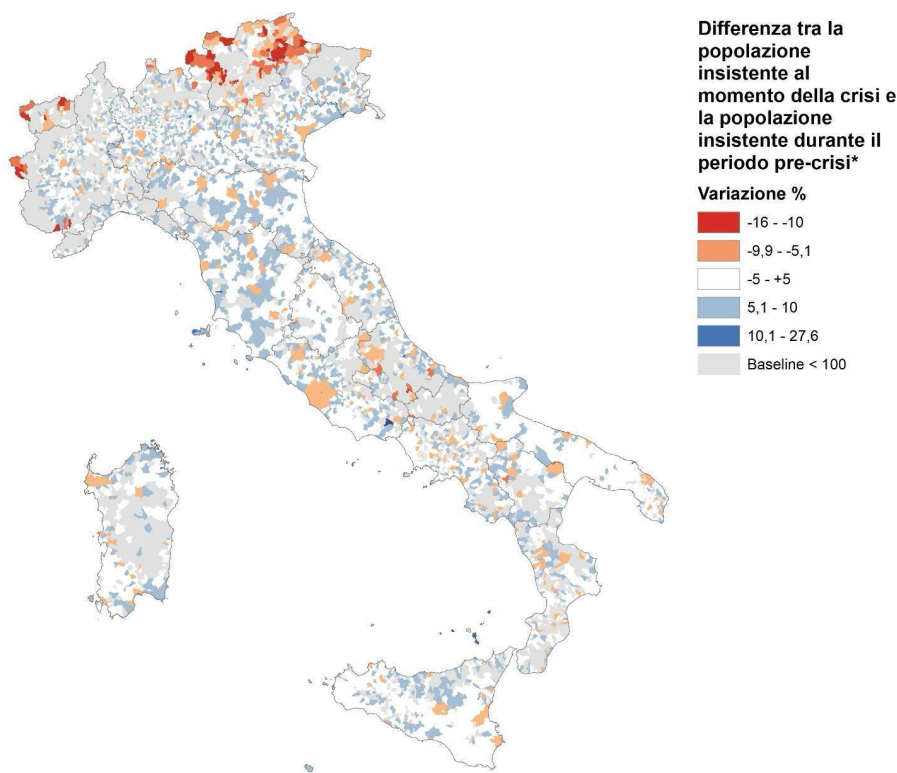 Differenza tra la
popolazione
insistente al
momento della crisi e
la popolazione
insistente durante il
periodo pre-crisi*
Variazione %
-16 - -10
-9,9 - -5,1
-5 - +5
5,1 - 10
10,1 - 27,6
Baseline < 100